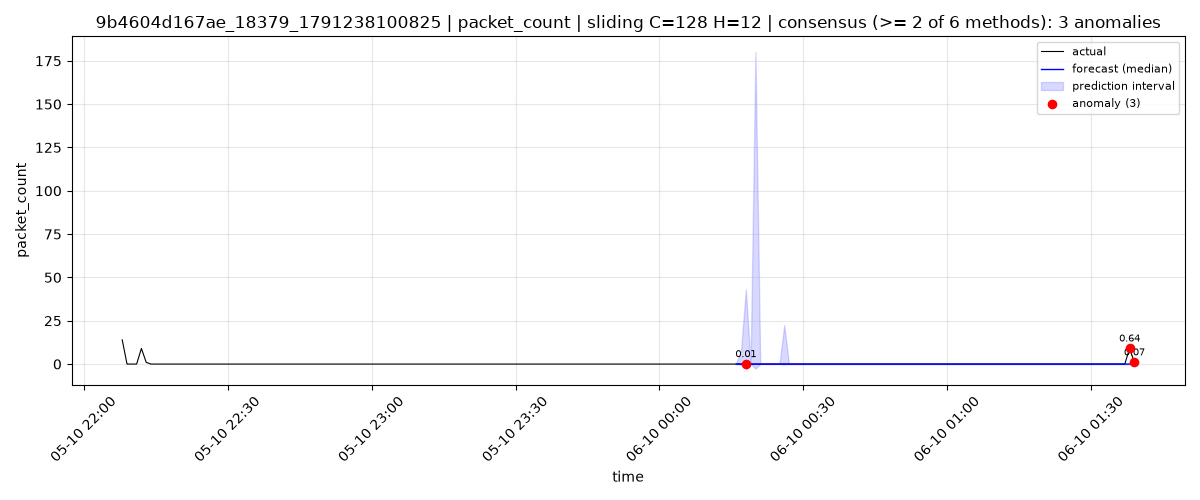 9b4604d167ae_18379_1791238100825 | packet_count | sliding C=128 H=12 | consensus (>= 2 of 6 methods): 3 anomalies
actual
forecast (median)
prediction interval
anomaly (3)
175
150
125
100
75
50
25
0
packet_count
0.01
0.64
0.07
05-10 22:00
05-10 22:30
05-10 23:00
05-10 23:30
06-10 00:00
06-10 00:30
06-10 01:00
06-10 01:30
time